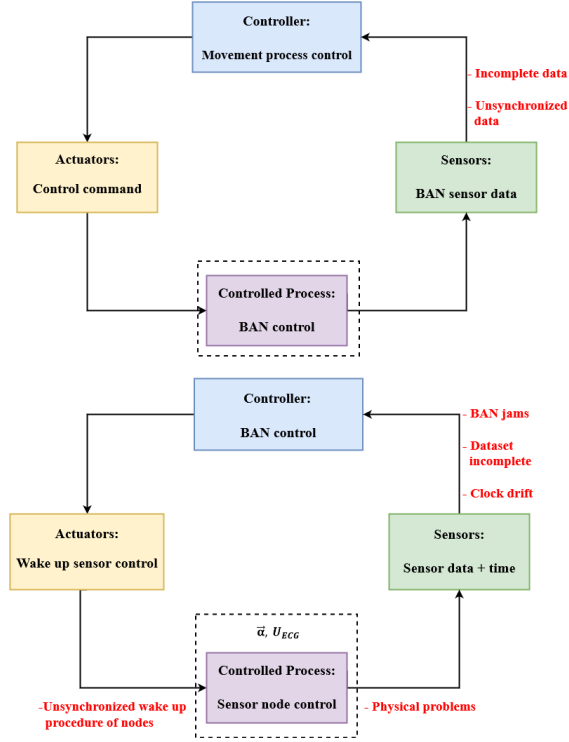 Controller:
Movement process control
- Incomplete data
- Unsynchronized
data
Actuators:
Control command
Sensors:
BAN sensor data
Controlled Process:
BAN control
Controller:
BAN control
- BAN jams
- Dataset
incomplete
- Clock drift
Actuators:
Wake up sensor control
Sensors:
Sensor data + time
α⃗, U_ECG
Controlled Process:
Sensor node control
-Unsynchronized wake up
procedure of nodes
- Physical problems